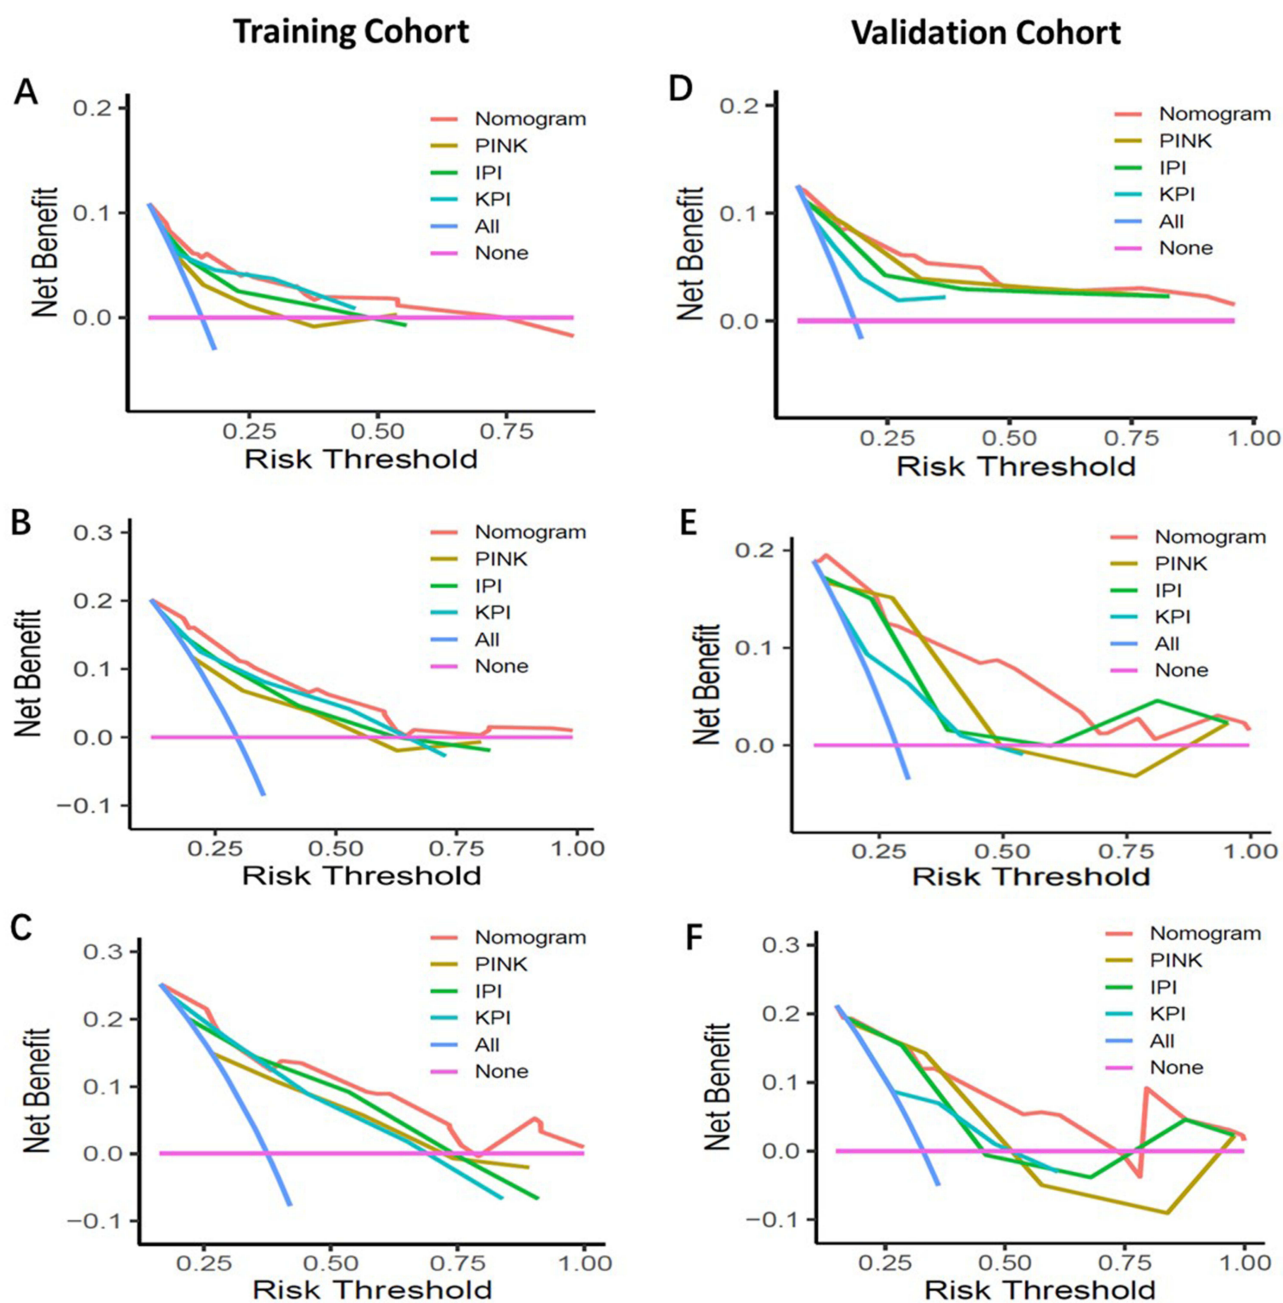 Training Cohort
Validation Cohort
A
Net Benefit
0.2
0.1
0.0
0.25 0.50 0.75
Risk Threshold
Nomogram
PINK
IPI
KPI
All
None
D
Net Benefit
0.2
0.1
0.0
0.25 0.50 0.75 1.00
Risk Threshold
Nomogram
PINK
IPI
KPI
All
None
B
Net Benefit
0.3
0.2
0.1
0.0
−0.1
0.25 0.50 0.75 1.00
Risk Threshold
Nomogram
PINK
IPI
KPI
All
None
E
Net Benefit
0.2
0.1
0.0
0.25 0.50 0.75 1.00
Risk Threshold
Nomogram
PINK
IPI
KPI
All
None
C
Net Benefit
0.3
0.2
0.1
0.0
−0.1
0.25 0.50 0.75 1.00
Risk Threshold
Nomogram
PINK
IPI
KPI
All
None
F
Net Benefit
0.3
0.2
0.1
0.0
−0.1
0.25 0.50 0.75 1.00
Risk Threshold
Nomogram
PINK
IPI
KPI
All
None